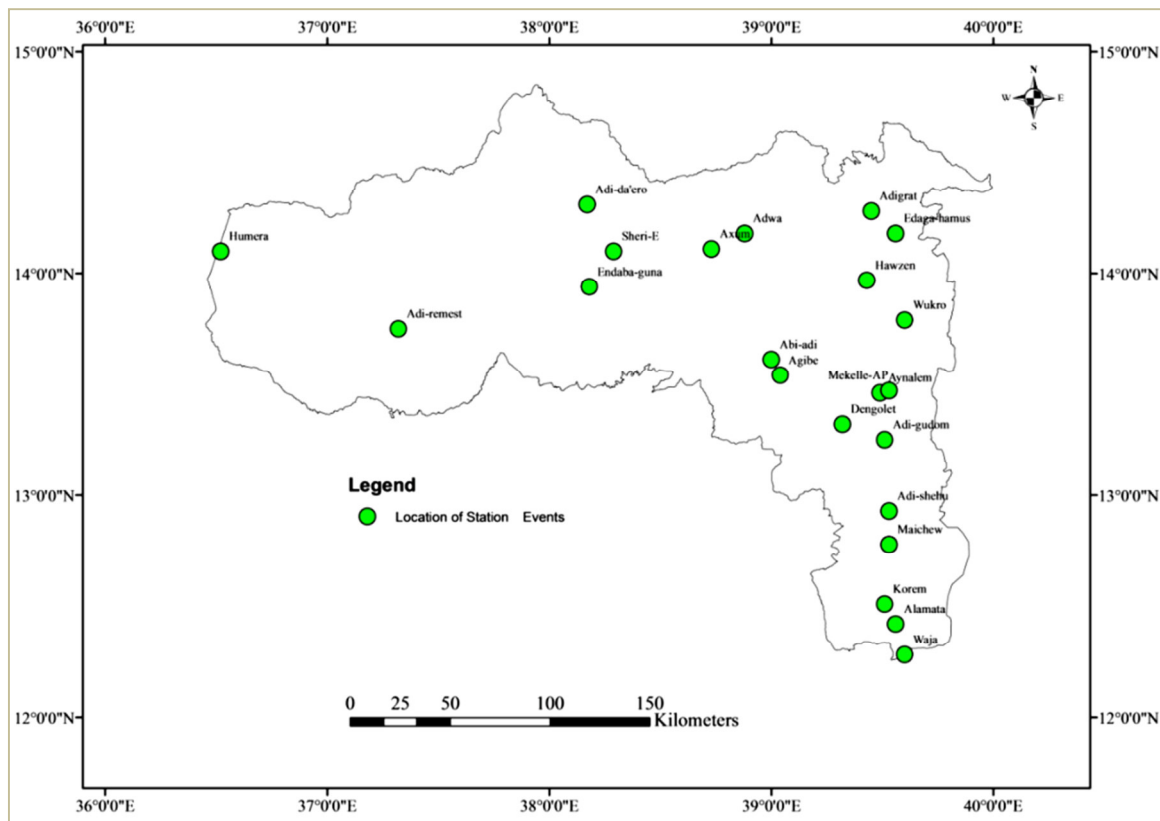 36°0'0"E 37°0'0"E 38°0'0"E 39°0'0"E 40°0'0"E
15°0'0"N 15°0'0"N
N
W E
S
Adi-da'ero
Adigrat
Adwa
Edaga-hamus
Humera
Sheri-E
Axum
Hawzen
14°0'0"N 14°0'0"N
Endaba-guna
Wukro
Adi-remest
Abi-adi
Agibe
Mekelle-AP Aynalem
Dengolet
Adi-gudom
Legend
13°0'0"N 13°0'0"N
Adi-shehu
Location of Station Events
Maichew
Korem
Alamata
Waja
0 25 50 100 150
Kilometers
12°0'0"N 12°0'0"N
36°0'0"E 37°0'0"E 38°0'0"E 39°0'0"E 40°0'0"E